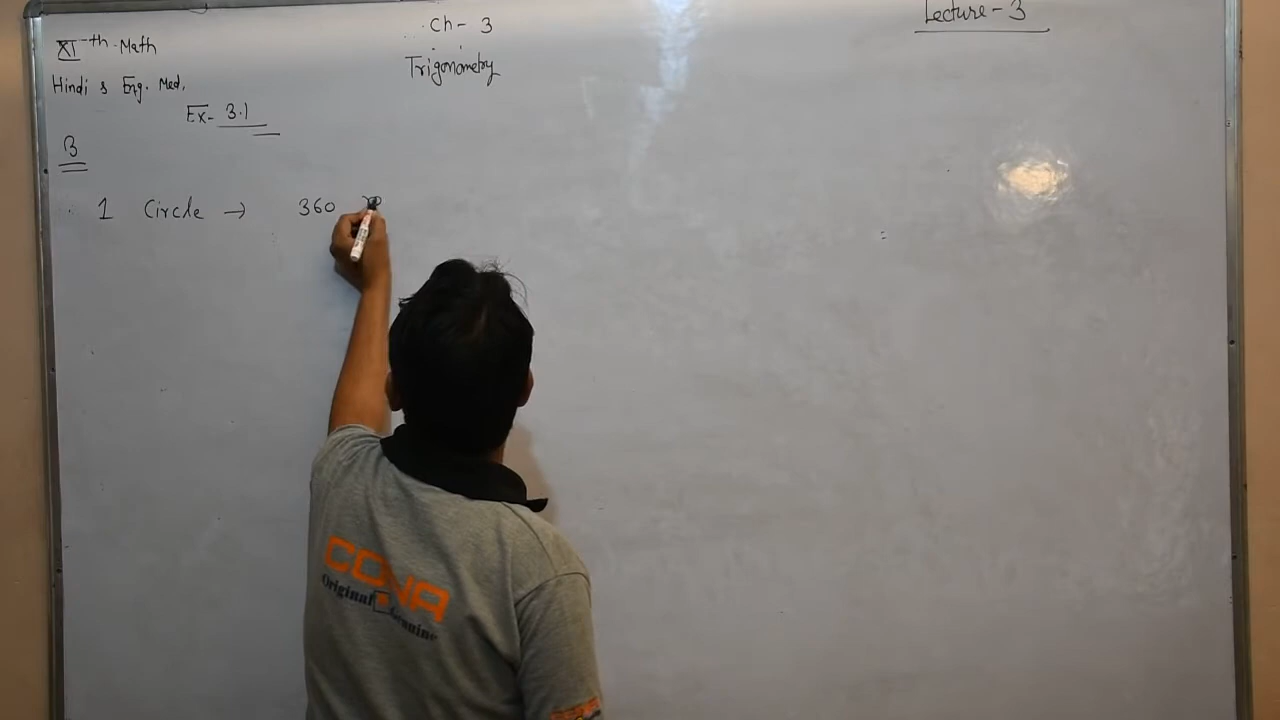 Ch - 3
Lecture - 3
XI-th Math
Trigonometry
Hindi & Eng. Med.
Ex- 3.1
3
1 Circle → 360
Original Genuine